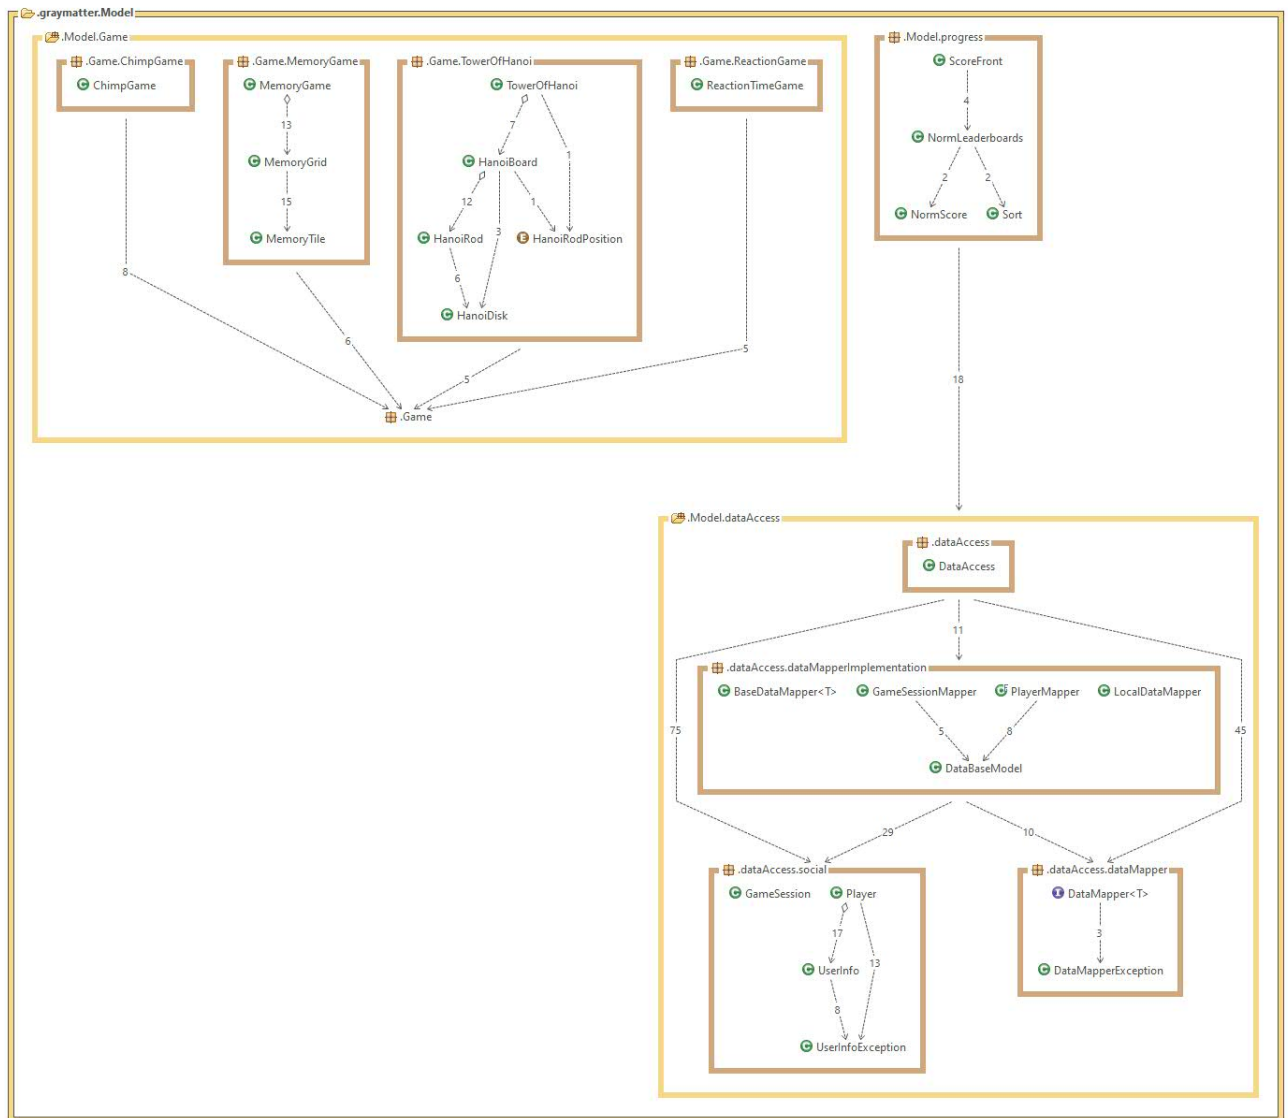 .graymatter.Model
.Model.Game
.Game.ChimpGame
ChimpGame
.Game.MemoryGame
MemoryGame
13
MemoryGrid
15
MemoryTile
.Game.TowerOfHanoi
TowerOfHanoi
7
1
HanoiBoard
12
3
1
HanoiRod
HanoiRodPosition
6
HanoiDisk
.Game.ReactionGame
ReactionTimeGame
8
6
5
5
.Game
.Model.progress
ScoreFront
4
NormLeaderboards
2
2
NormScore
Sort
18
.Model.dataAccess
.dataAccess
DataAccess
11
75
45
.dataAccess.dataMapperImplementation
BaseDataMapper<T>
GameSessionMapper
PlayerMapper
LocalDataMapper
5
8
DataBaseModel
29
10
.dataAccess.social
GameSession
Player
17
13
UserInfo
8
UserInfoException
.dataAccess.dataMapper
DataMapper<T>
3
DataMapperException